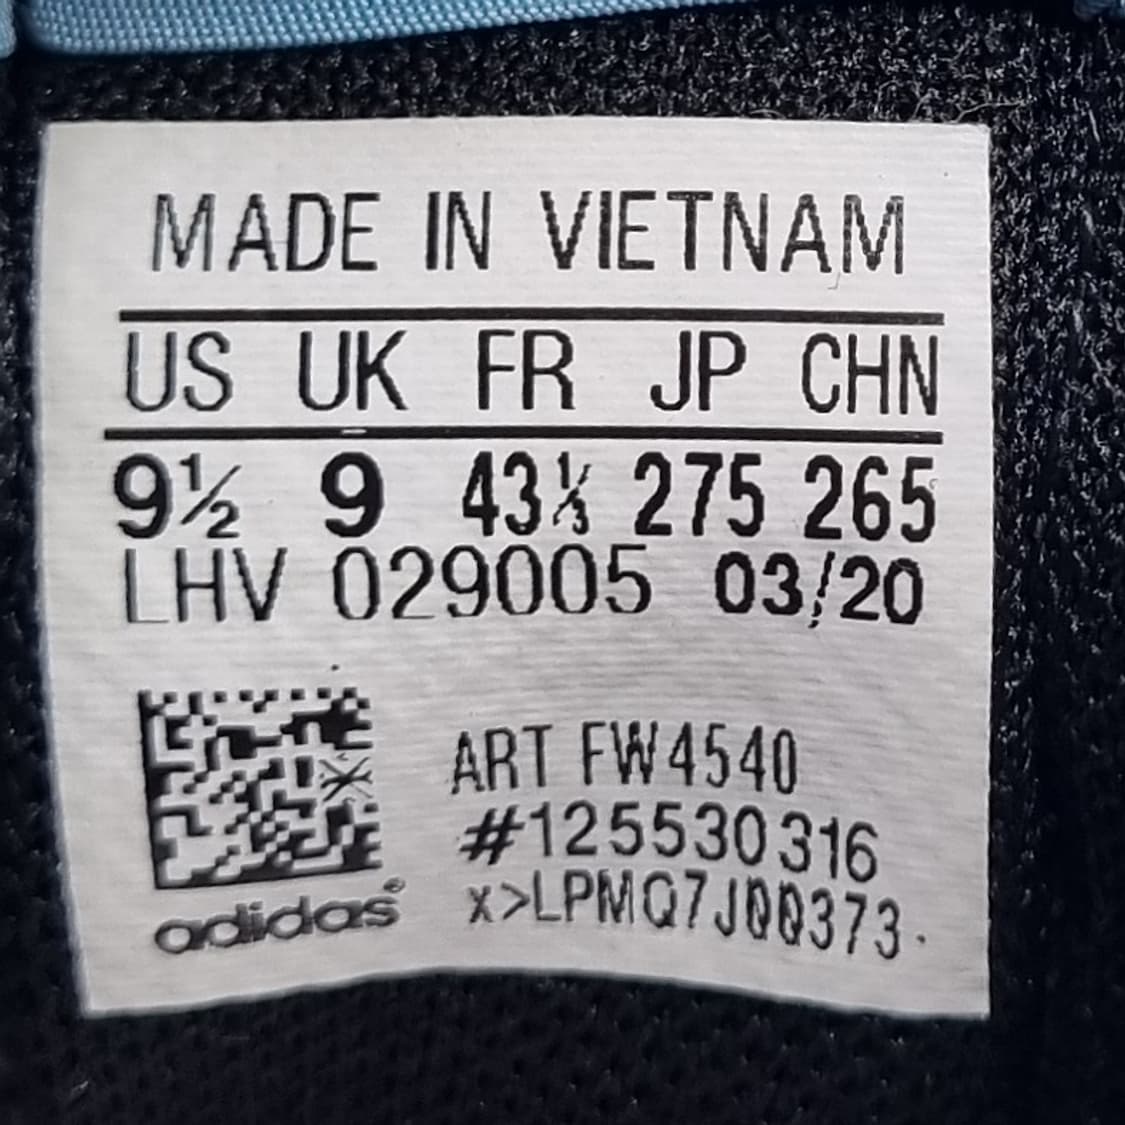 MADE IN VIETNAM
US UK FR JP CHN
9½ 9 43⅓ 275 265
LHV 029005 03/20
ART FW4540
#125530316
x>LPMQ7J00373
adidas®